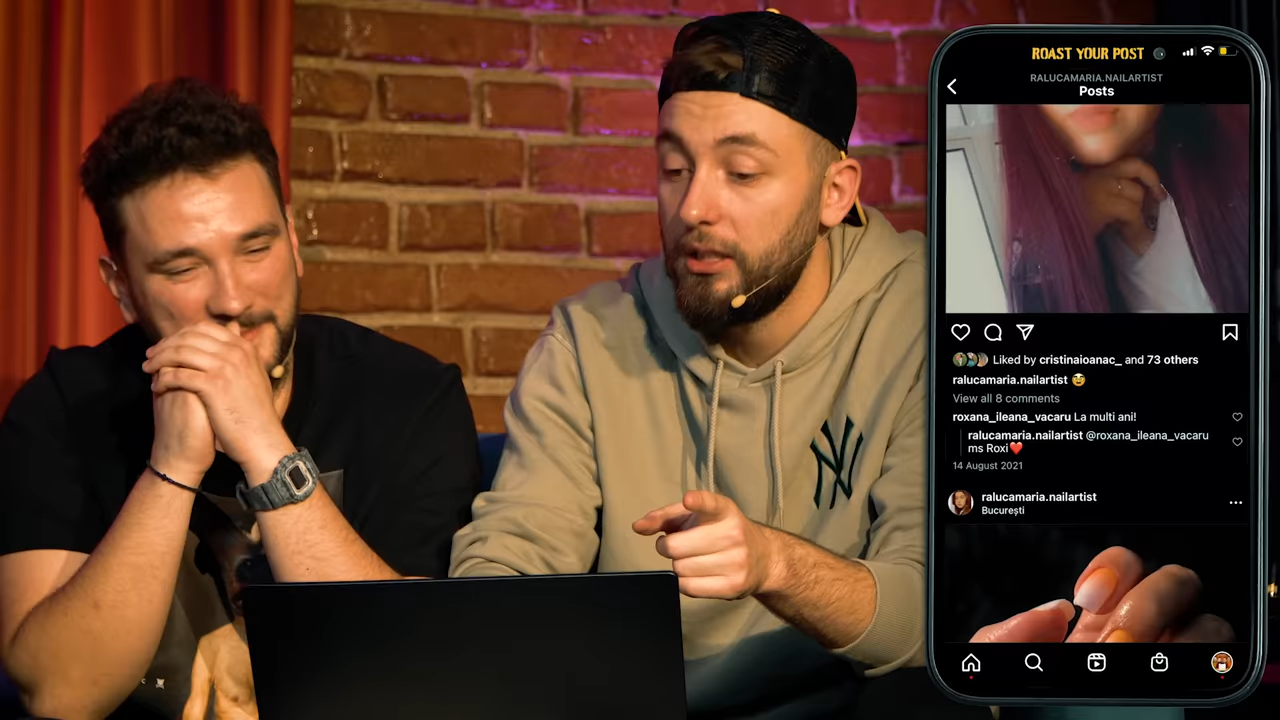 NY
ROAST YOUR POST
RALUCAMARIA.NAILARTIST
Posts
Liked by cristinaioanac_ and 73 others
ralucamaria.nailartist 🥹
View all 8 comments
roxana_ileana_vacaru La multi ani!
ralucamaria.nailartist @roxana_ileana_vacaru
ms Roxi❤️
14 August 2021
ralucamaria.nailartist
București